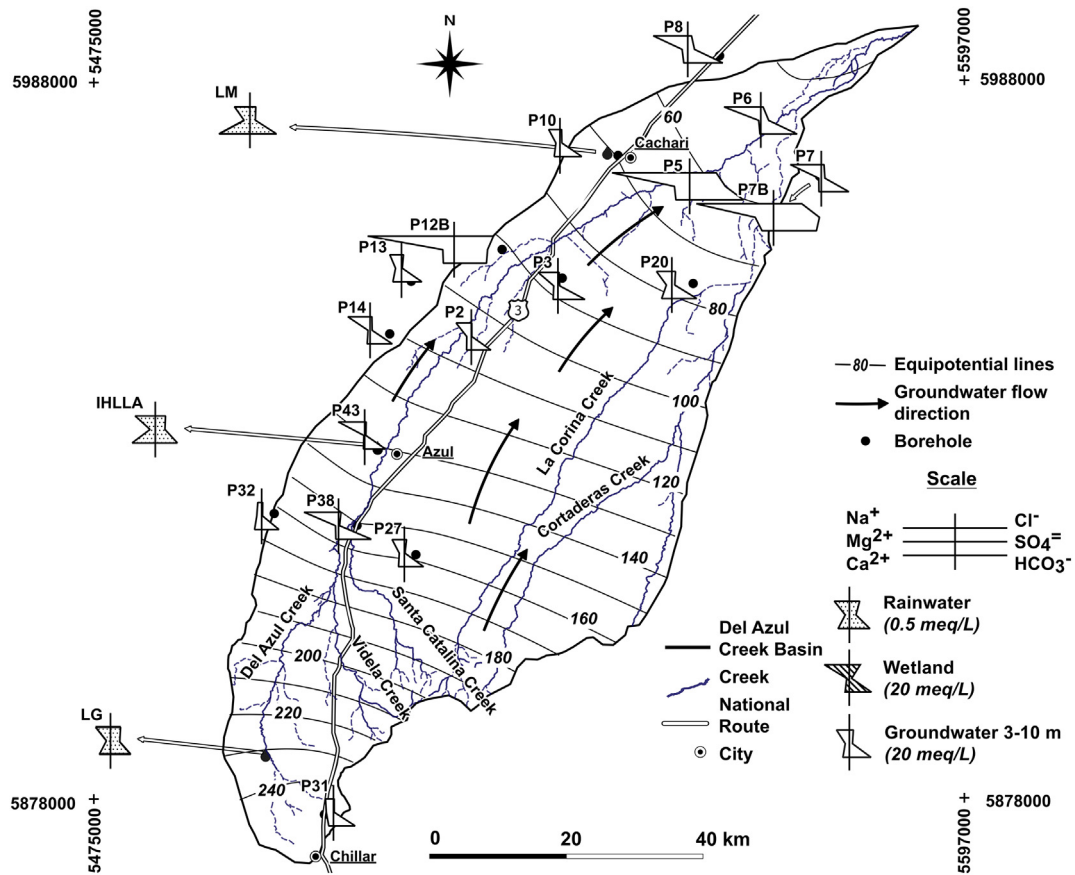 5475000
5988000
N
P8
5597000
5988000
LM
P10
60
P6
Cachari
P5
P7
P7B
P12B
P13
P3
P20
P14
P2
3
80
80 Equipotential lines
Groundwater flow
direction
Borehole
100
La Corina Creek
IHLLA
P43
Azul
120
Cortaderas Creek
Scale
P32
P38
P27
Na+ Cl-
Mg2+ SO4=
Ca2+ HCO3-
140
160
Rainwater
(0.5 meq/L)
Del Azul Creek
Santa Catalina Creek
Videla Creek
180
200
Del Azul
Creek Basin
Wetland
(20 meq/L)
Creek
National
Route
220
LG
Groundwater 3-10 m
(20 meq/L)
City
240
P31
5878000
5475000
Chillar
0 20 40 km
5878000
5597000